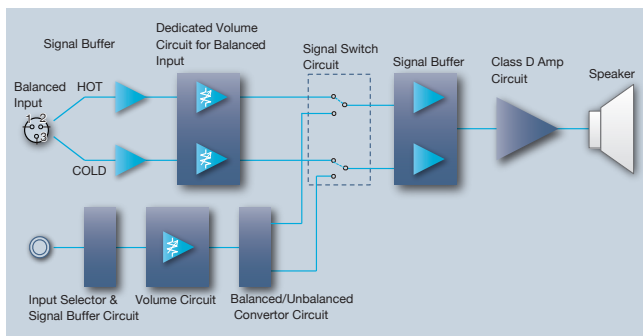 Dedicated Volume
Circuit for Balanced
Input
Signal Buffer
Signal Switch
Circuit
Signal Buffer
Class D Amp
Circuit
Speaker
Balanced
Input
HOT
1 2
3
COLD
Input Selector &
Signal Buffer Circuit
Volume Circuit
Balanced/Unbalanced
Convertor Circuit